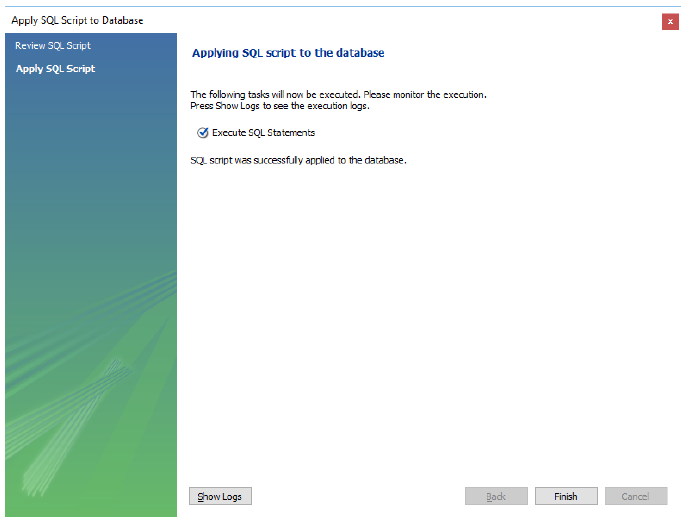 Apply SQL Script to Database
x
Review SQL Script
Apply SQL Script
Applying SQL script to the database
The following tasks will now be executed. Please monitor the execution.
Press Show Logs to see the execution logs.
Execute SQL Statements
SQL script was successfully applied to the database.
Show Logs
Back
Finish
Cancel